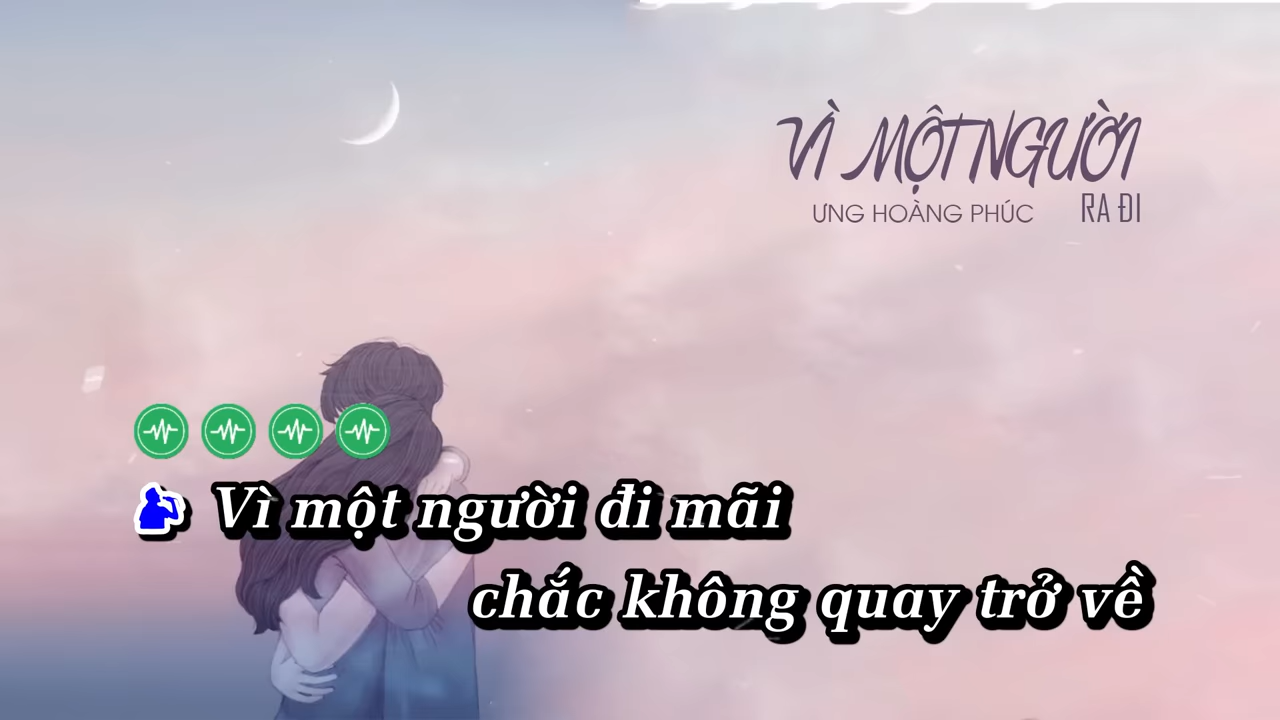 VÌ MỘT NGƯỜI
RA ĐI
ƯNG HOÀNG PHÚC
Vì một người đi mãi
chắc không quay trở về